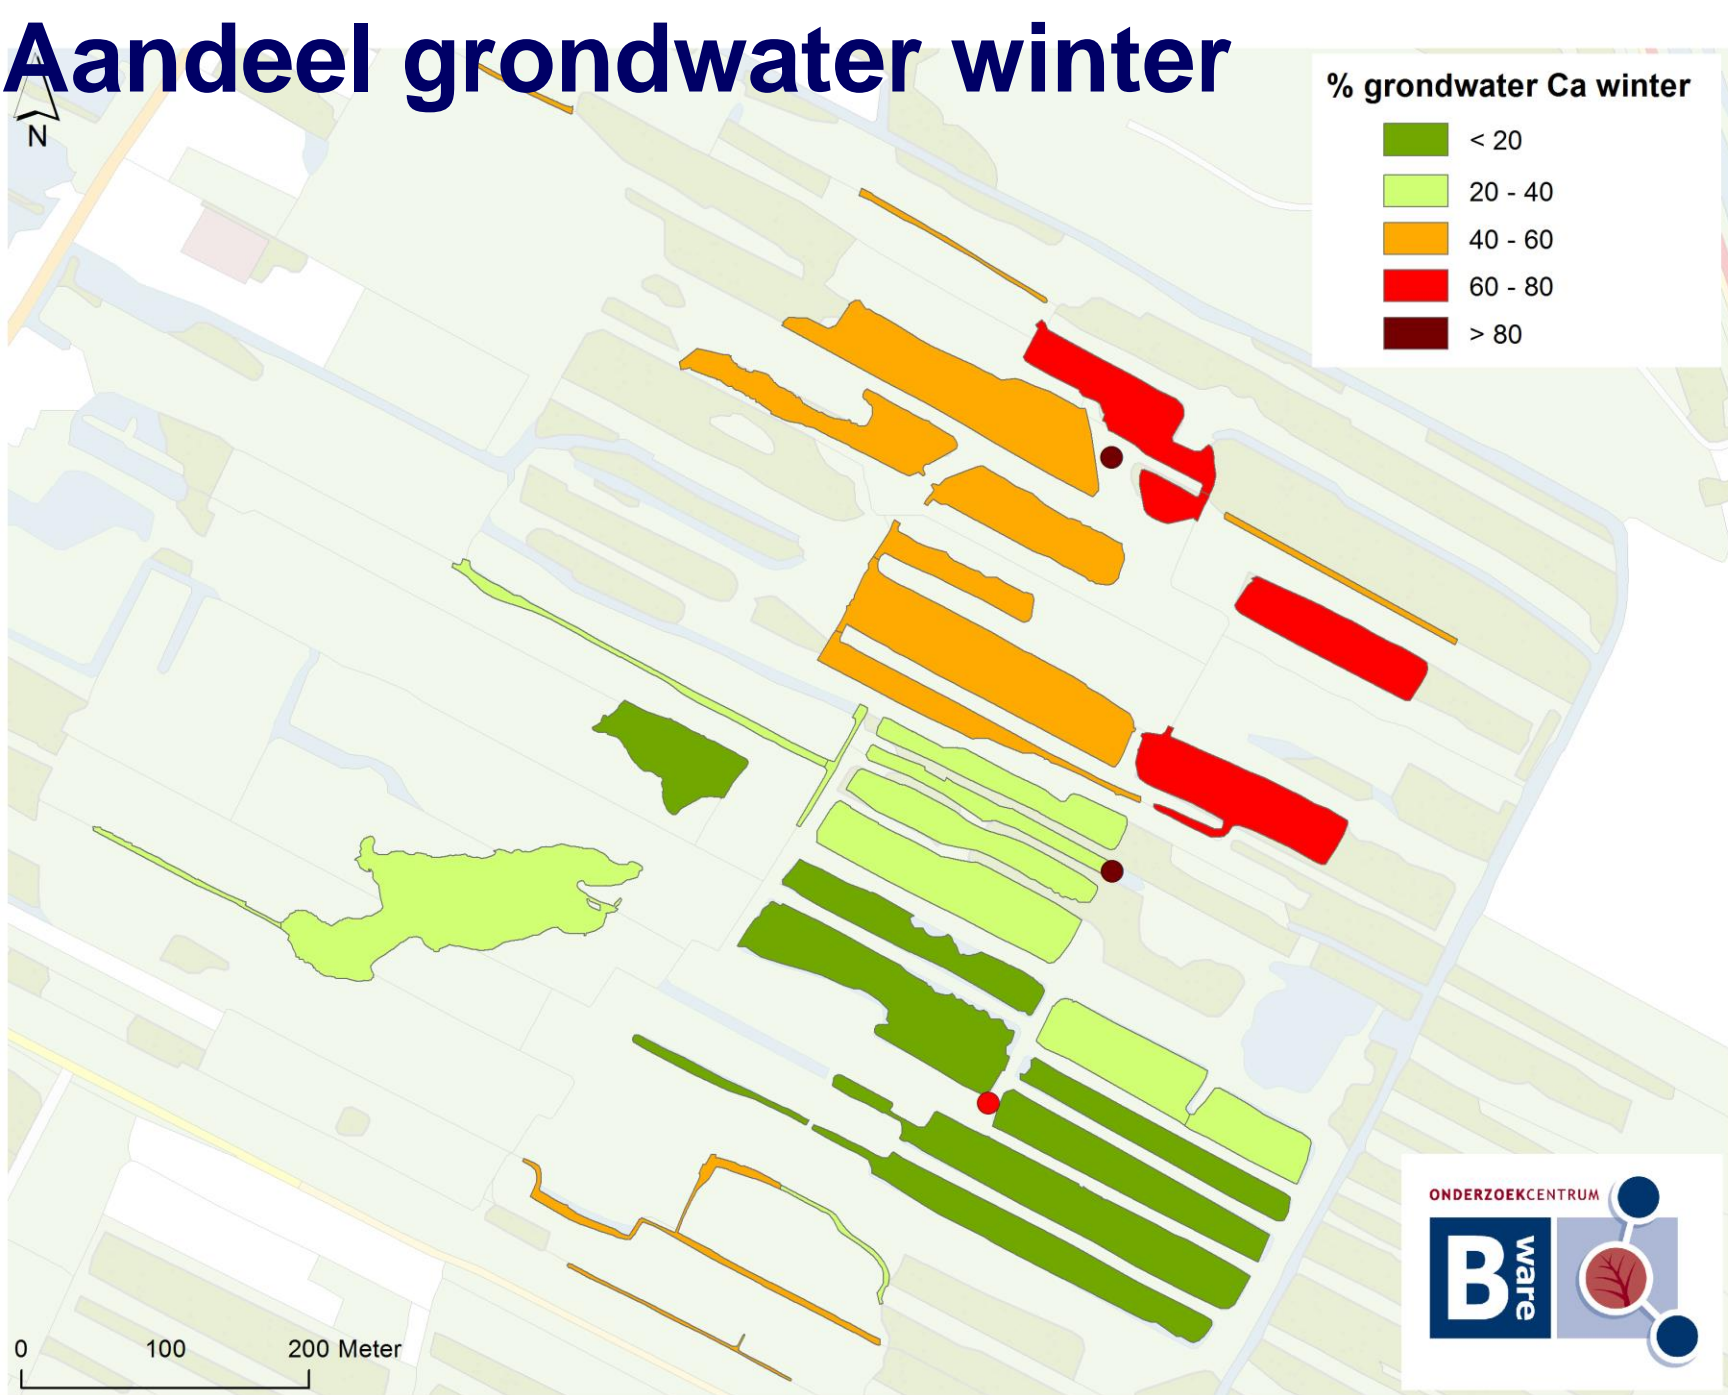 Aandeel grondwater winter
N
% grondwater Ca winter
< 20
20 - 40
40 - 60
60 - 80
> 80
ONDERZOEKCENTRUM
B ware
0 100 200 Meter